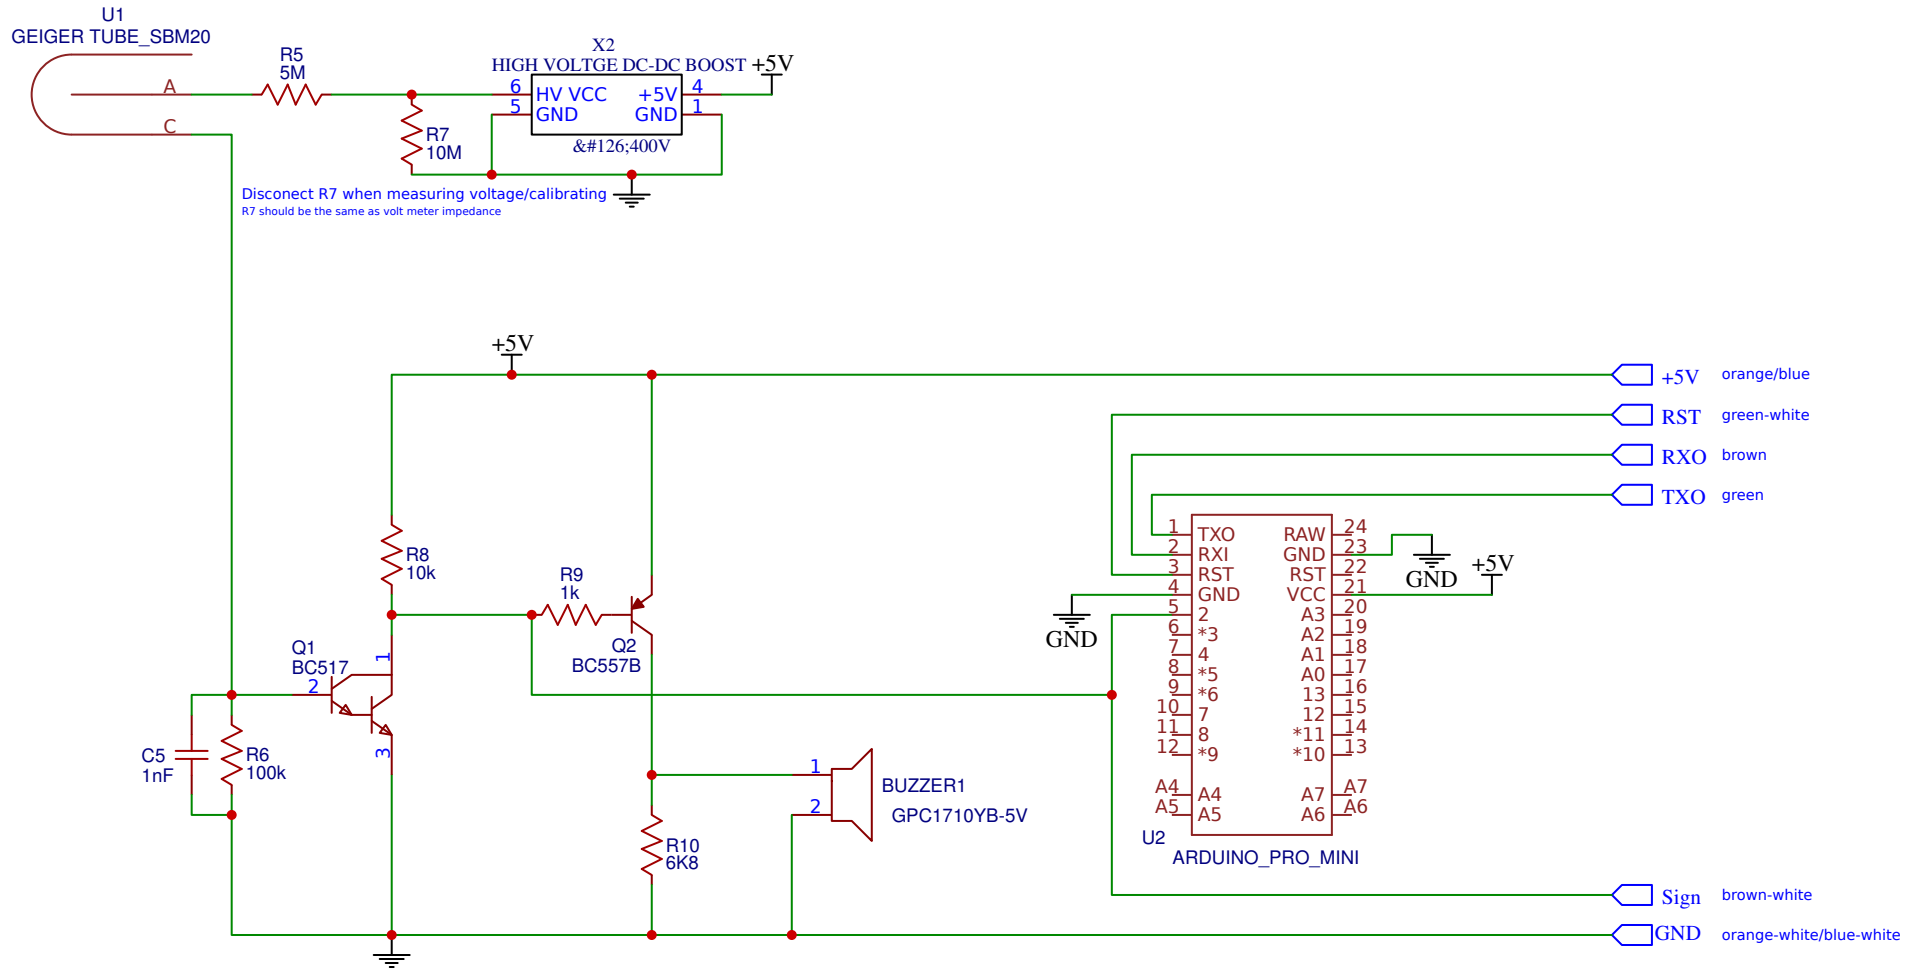 U1
GEIGER TUBE_SBM20
A
C
R5
5M
R7
10M
X2
HIGH VOLTGE DC-DC BOOST
+5V
6
HV VCC
+5V
4
5
GND
GND
1
&#126;400V
Disconect R7 when measuring voltage/calibrating
R7 should be the same as volt meter impedance
+5V
R8
10k
R9
1k
Q1
BC517
1
2
3
Q2
BC557B
C5
1nF
R6
100k
R10
6K8
1
2
BUZZER1
GPC1710YB-5V
GND
GND
+5V
1 TXO RAW 24
2 RXI GND 23
3 RST RST 22
4 GND VCC 21
5 2 A3 20
6 *3 A2 19
7 4 A1 18
8 *5 A0 17
9 *6 13 16
10 7 12 15
11 8 *11 14
12 *9 *10 13
A4 A4 A7 A7
A5 A5 A6 A6
U2
ARDUINO_PRO_MINI
+5V orange/blue
RST green-white
RXO brown
TXO green
Sign brown-white
GND orange-white/blue-white